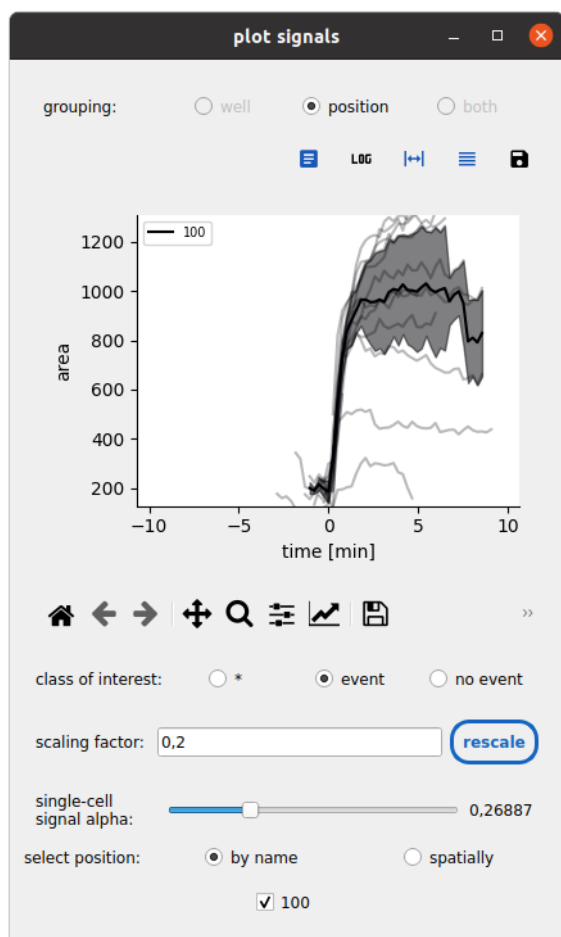 plot signals
grouping: well position both
LOG
100
1200
1000
800
600
400
200
area
-10 -5 0 5 10
time [min]
class of interest: * event no event
scaling factor: 0,2 rescale
single-cell
signal alpha: 0,26887
select position: by name spatially
100